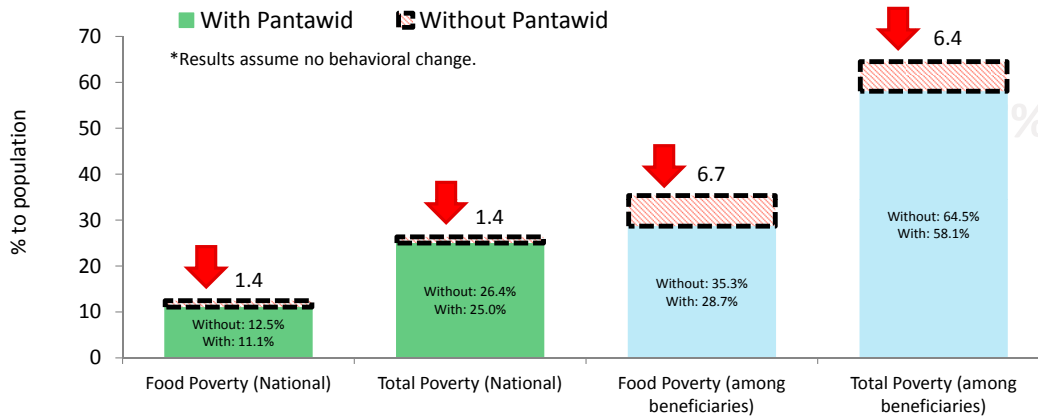 With Pantawid
Without Pantawid
*Results assume no behavioral change.
% to population
70
60
50
40
30
20
10
0
1.4
Without: 12.5%
With: 11.1%
1.4
Without: 26.4%
With: 25.0%
6.7
Without: 35.3%
With: 28.7%
6.4
Without: 64.5%
With: 58.1%
%
Food Poverty (National)
Total Poverty (National)
Food Poverty (among
beneficiaries)
Total Poverty (among
beneficiaries)